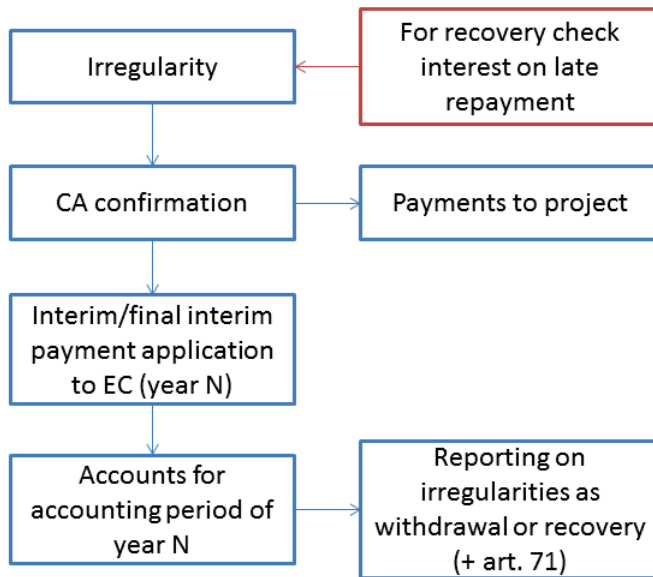 Irregularity
For recovery check
interest on late
repayment
CA confirmation
Payments to project
Interim/final interim
payment application
to EC (year N)
Accounts for
accounting period of
year N
Reporting on
irregularities as
withdrawal or recovery
(+ art. 71)